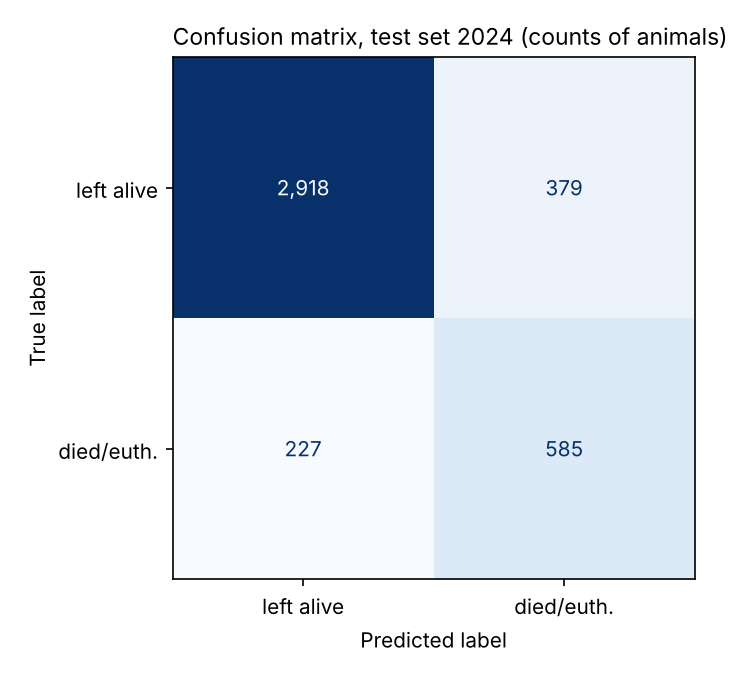 Confusion matrix, test set 2024 (counts of animals)
left alive
2,918
379
True label
died/euth.
227
585
left alive
died/euth.
Predicted label